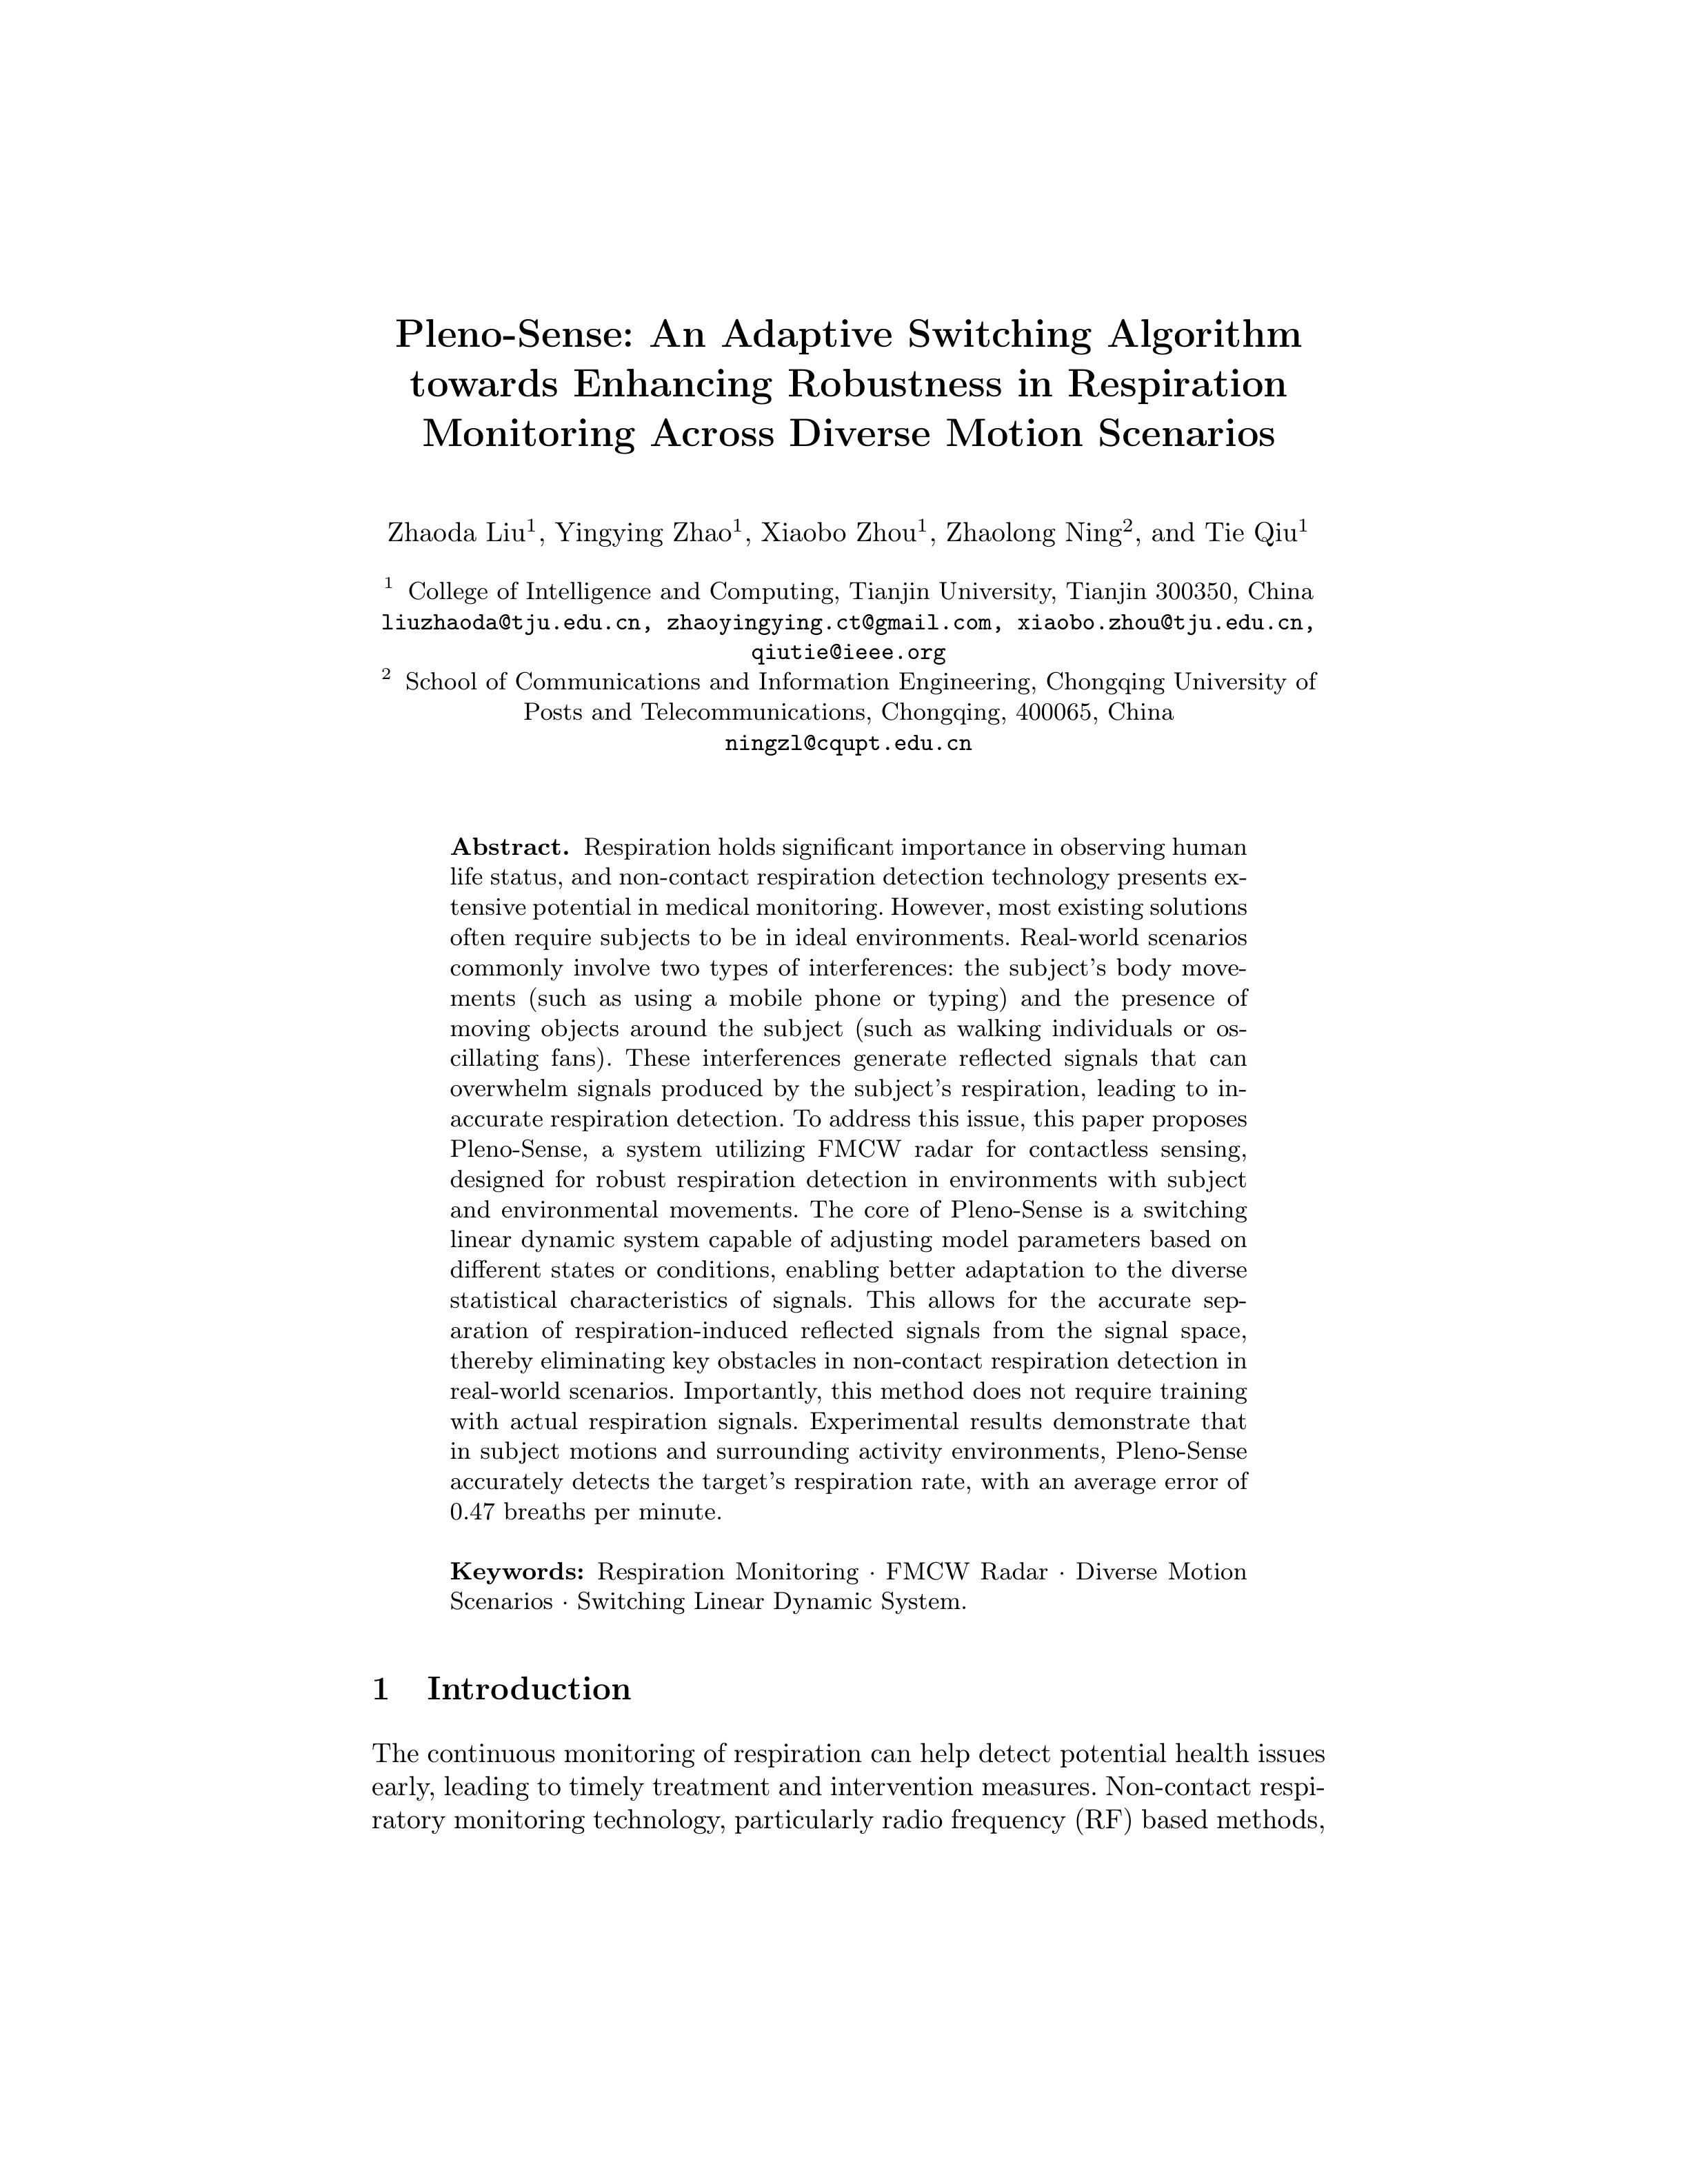 Pleno-Sense: An Adaptive Switching Algorithm
towards Enhancing Robustness in Respiration
Monitoring Across Diverse Motion Scenarios
Zhaoda Liu1, Yingying Zhao1, Xiaobo Zhou1, Zhaolong Ning2, and Tie Qiu1
1 College of Intelligence and Computing, Tianjin University, Tianjin 300350, China
liuzhaoda@tju.edu.cn, zhaoyingying.ct@gmail.com, xiaobo.zhou@tju.edu.cn,
qiutie@ieee.org
2 School of Communications and Information Engineering, Chongqing University of
Posts and Telecommunications, Chongqing, 400065, China
ningzl@cqupt.edu.cn
Abstract. Respiration holds significant importance in observing human
life status, and non-contact respiration detection technology presents ex-
tensive potential in medical monitoring. However, most existing solutions
often require subjects to be in ideal environments. Real-world scenarios
commonly involve two types of interferences: the subject's body move-
ments (such as using a mobile phone or typing) and the presence of
moving objects around the subject (such as walking individuals or os-
cillating fans). These interferences generate reflected signals that can
overwhelm signals produced by the subject's respiration, leading to in-
accurate respiration detection. To address this issue, this paper proposes
Pleno-Sense, a system utilizing FMCW radar for contactless sensing,
designed for robust respiration detection in environments with subject
and environmental movements. The core of Pleno-Sense is a switching
linear dynamic system capable of adjusting model parameters based on
different states or conditions, enabling better adaptation to the diverse
statistical characteristics of signals. This allows for the accurate sep-
aration of respiration-induced reflected signals from the signal space,
thereby eliminating key obstacles in non-contact respiration detection in
real-world scenarios. Importantly, this method does not require training
with actual respiration signals. Experimental results demonstrate that
in subject motions and surrounding activity environments, Pleno-Sense
accurately detects the target's respiration rate, with an average error of
0.47 breaths per minute.
Keywords: Respiration Monitoring · FMCW Radar · Diverse Motion
Scenarios · Switching Linear Dynamic System.
1 Introduction
The continuous monitoring of respiration can help detect potential health issues
early, leading to timely treatment and intervention measures. Non-contact respi-
ratory monitoring technology, particularly radio frequency (RF) based methods,